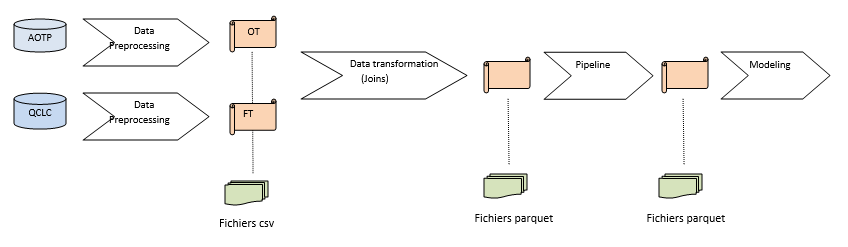 AOTP
Data
Preprocessing
OT
Data transformation
(Joins)
Pipeline
Modeling
QCLC
Data
Preprocessing
FT
Fichiers csv
Fichiers parquet
Fichiers parquet